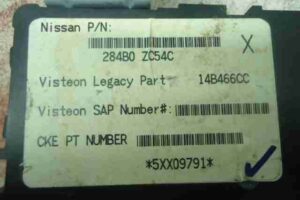 Nissan P/N:
284B0 ZC54C
X
Visteon Legacy Part 14B466CC
Visteon SAP Number#:
CKE PT NUMBER
*5XX09791*